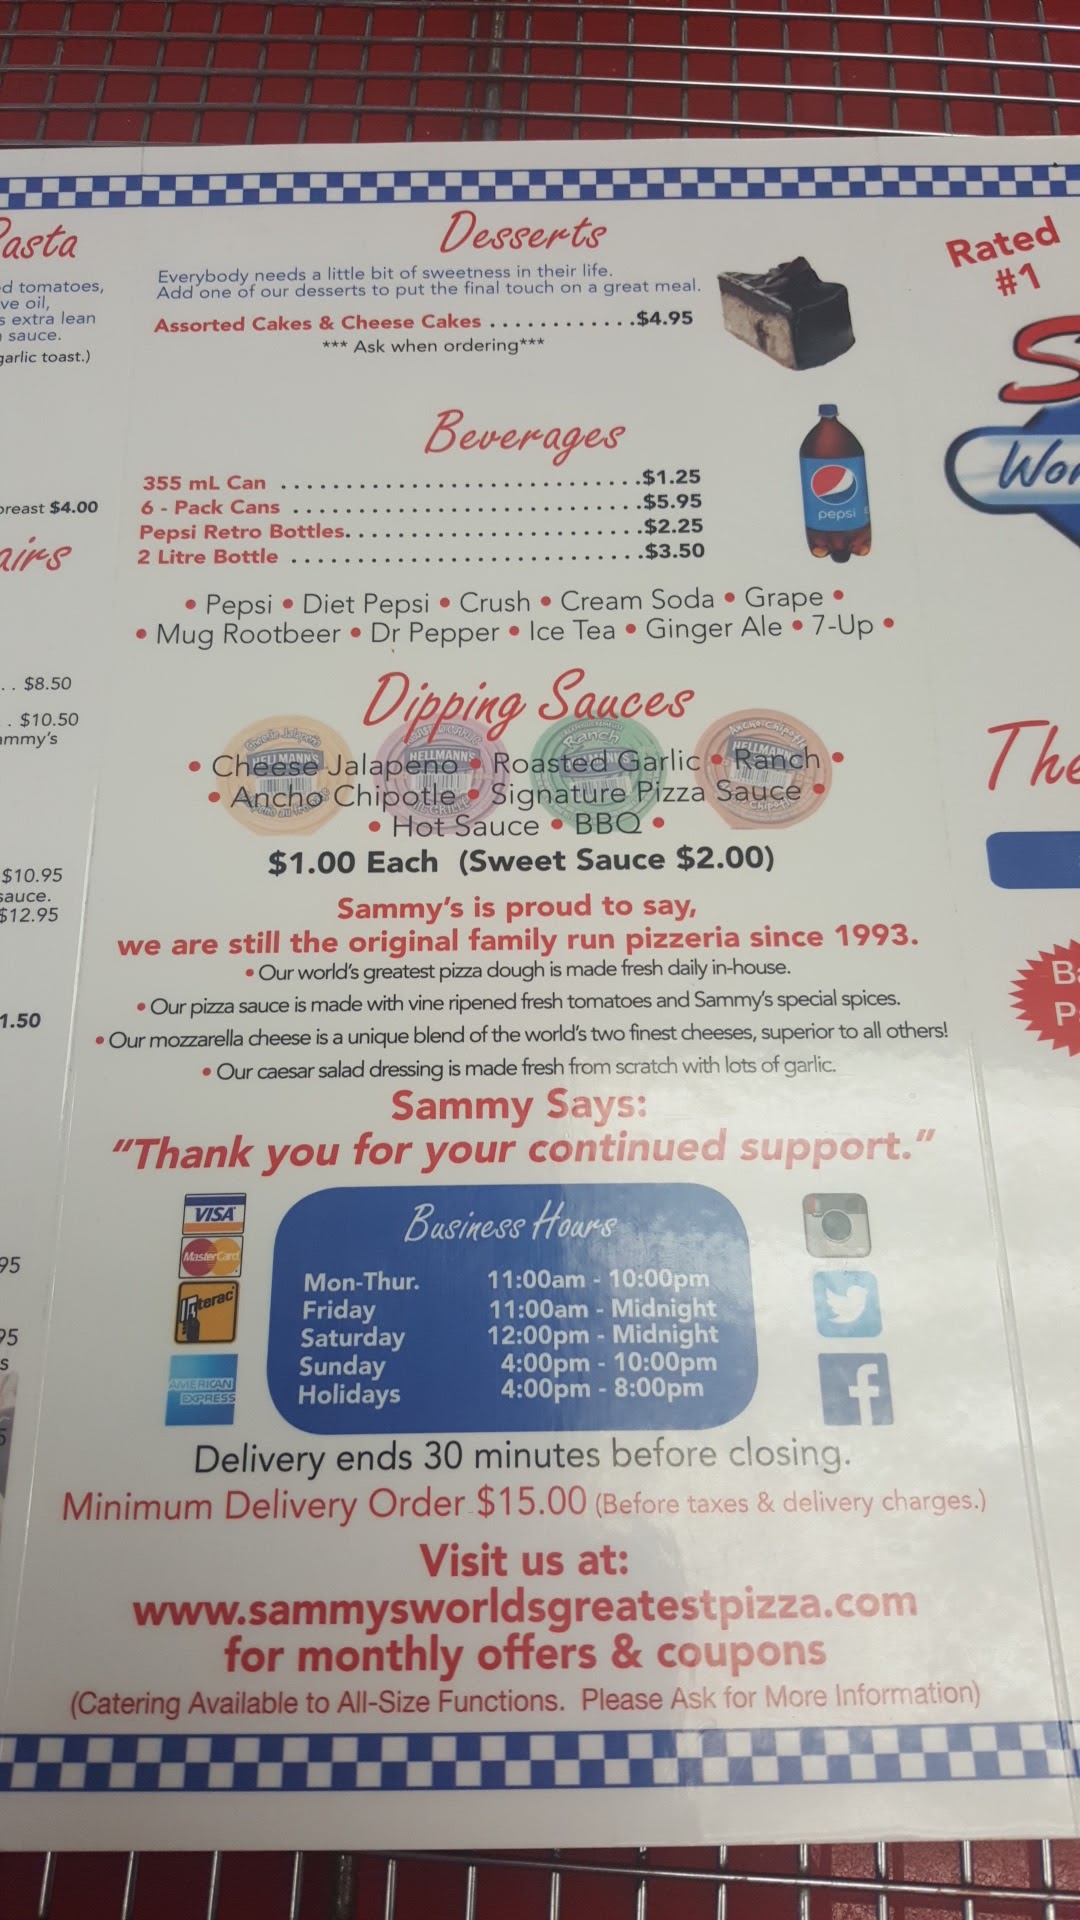 Pasta
d tomatoes,
ve oil,
s extra lean
sauce.
garlic toast.)
breast $4.00
airs
. . $8.50
. $10.50
ammy's
$10.95
sauce.
$12.95
1.50
95
95
s
5
Desserts
Everybody needs a little bit of sweetness in their life.
Add one of our desserts to put the final touch on a great meal.
Assorted Cakes & Cheese Cakes ............$4.95
*** Ask when ordering***
Beverages
355 mL Can ..............................$1.25
6 - Pack Cans .............................$5.95
Pepsi Retro Bottles.........................$2.25
2 Litre Bottle .............................$3.50
pepsi
• Pepsi • Diet Pepsi • Crush • Cream Soda • Grape •
• Mug Rootbeer • Dr Pepper • Ice Tea • Ginger Ale • 7-Up •
Dipping Sauces
• Cheese Jalapeno • Roasted Garlic • Ranch •
• Ancho Chipotle • Signature Pizza Sauce •
• Hot Sauce • BBQ •
$1.00 Each (Sweet Sauce $2.00)
Sammy's is proud to say,
we are still the original family run pizzeria since 1993.
• Our world's greatest pizza dough is made fresh daily in-house.
• Our pizza sauce is made with vine ripened fresh tomatoes and Sammy's special spices.
• Our mozzarella cheese is a unique blend of the world's two finest cheeses, superior to all others!
• Our caesar salad dressing is made fresh from scratch with lots of garlic.
Sammy Says:
"Thank you for your continued support."
VISA
MasterCard
Interac
AMERICAN
EXPRESS
Business Hours
Mon-Thur. 11:00am - 10:00pm
Friday 11:00am - Midnight
Saturday 12:00pm - Midnight
Sunday 4:00pm - 10:00pm
Holidays 4:00pm - 8:00pm
Delivery ends 30 minutes before closing.
Minimum Delivery Order $15.00 (Before taxes & delivery charges.)
Visit us at:
www.sammysworldsgreatestpizza.com
for monthly offers & coupons
(Catering Available to All-Size Functions. Please Ask for More Information)
Rated
#1
S
Wor
The
Ba
P